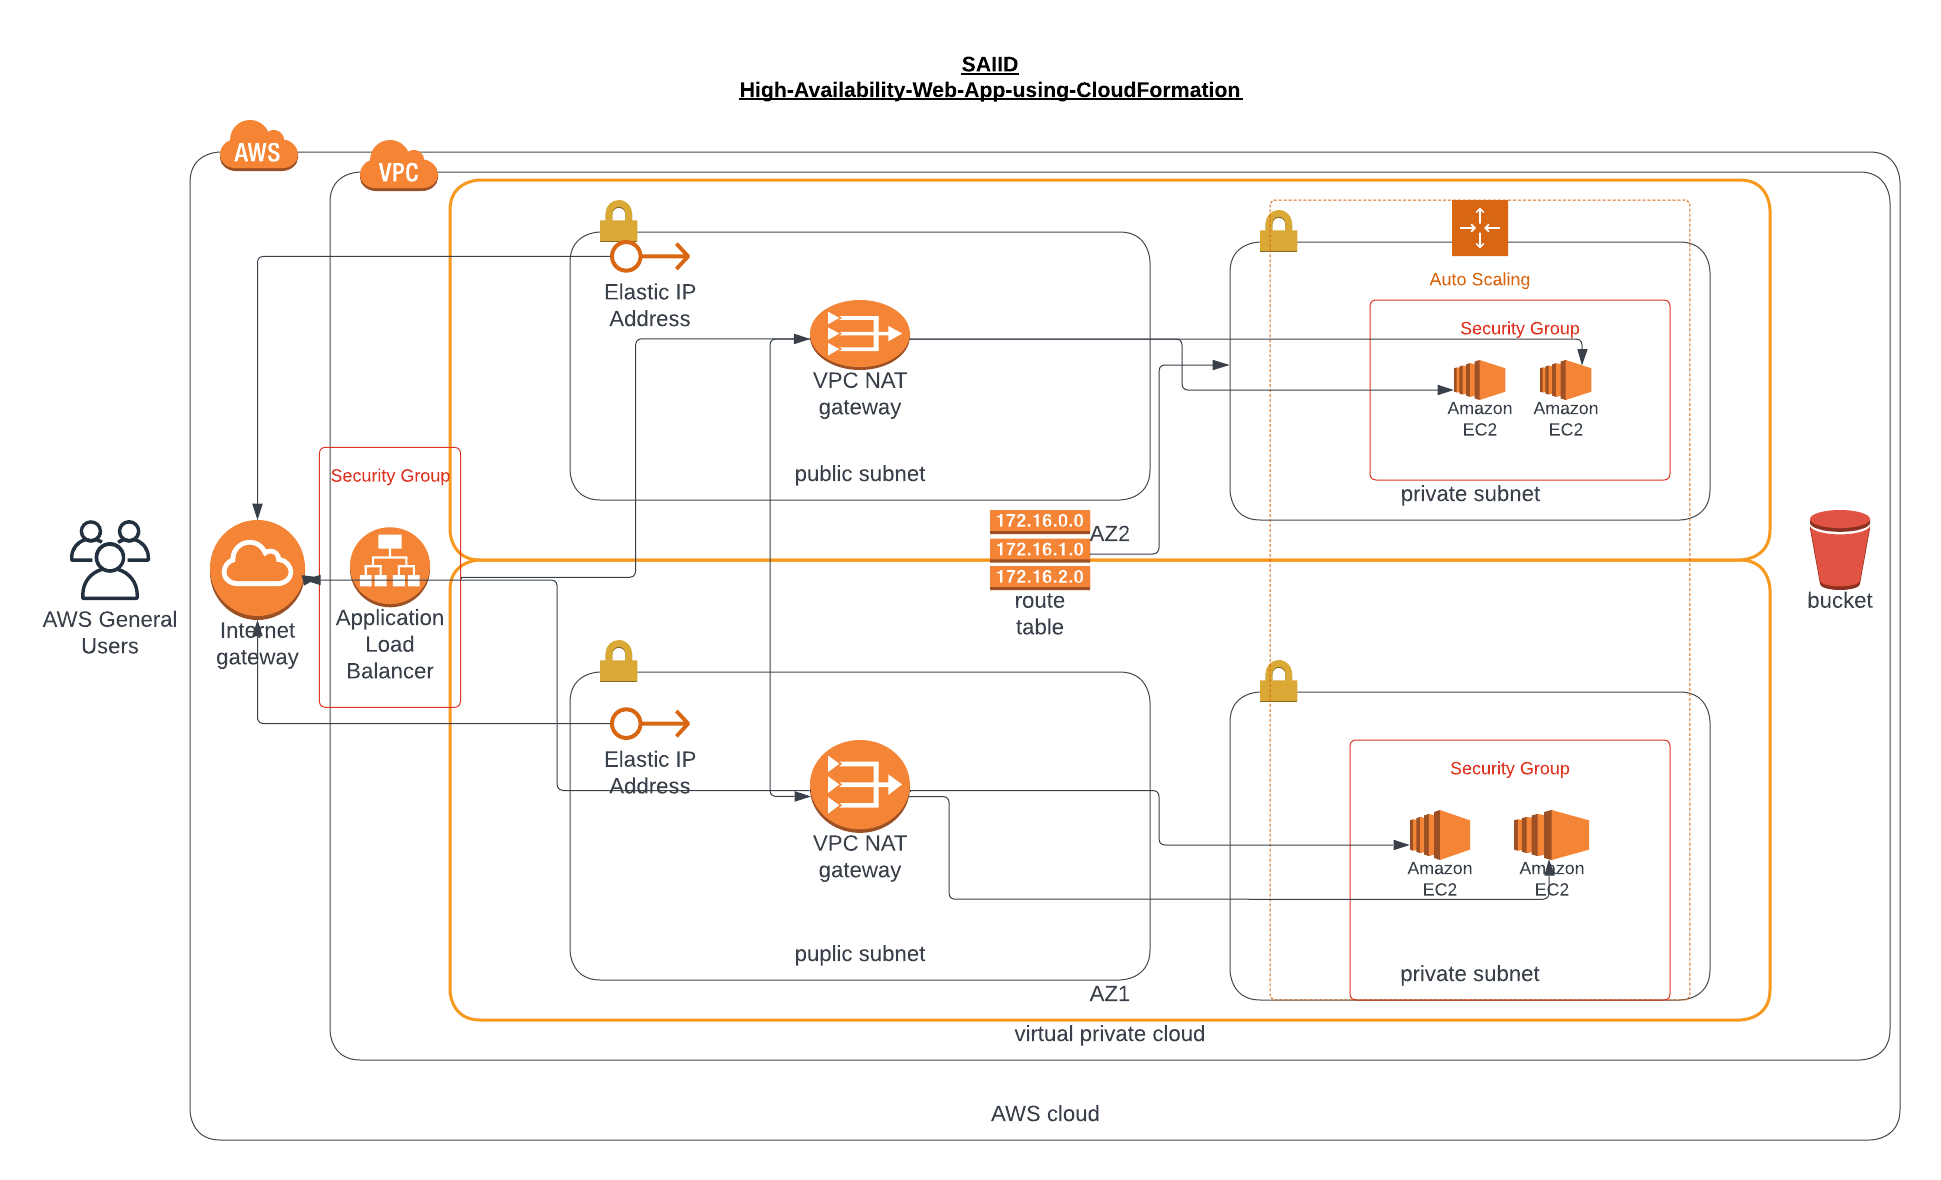 SAIID
High-Availability-Web-App-using-CloudFormation
AWS
VPC
Elastic IP
Address
VPC NAT
gateway
public subnet
Auto Scaling
Security Group
Amazon
EC2
Amazon
EC2
private subnet
Security Group
AWS General
Users
Internet
gateway
Application
Load
Balancer
172.16.0.0
172.16.1.0
172.16.2.0
route
table
AZ2
bucket
Elastic IP
Address
VPC NAT
gateway
puplic subnet
AZ1
Security Group
Amazon
EC2
Amazon
EC2
private subnet
virtual private cloud
AWS cloud